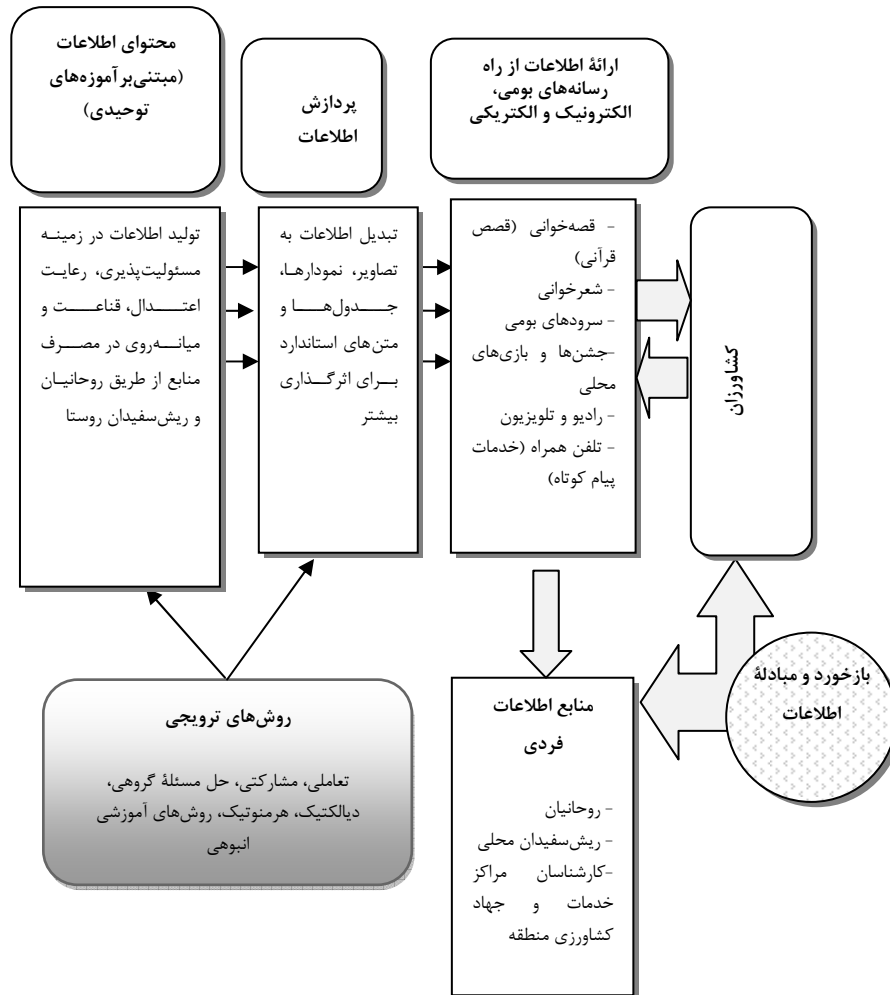 محتوای اطلاعات
(مبتنی‌بر آموزه‌های
توحیدی)
پردازش
اطلاعات
ارائهٔ اطلاعات از راه
رسانه‌های بومی،
الکترونیک و الکتریکی
تولید اطلاعات در زمینه
مسئولیت‌پذیری، رعایت
اعتدال، قناعت و
میانه‌روی در مصرف
منابع از طریق روحانیان
و ریش‌سفیدان روستا
تبدیل اطلاعات به
تصاویر، نمودارها،
جدول‌ها و
متن‌های استاندارد
برای اثرگذاری
بیشتر
- قصه‌خوانی (قصص
قرآنی)
- شعرخوانی
- سرودهای بومی
-جشن‌ها و بازی‌های
محلی
- رادیو و تلویزیون
- تلفن همراه (خدمات
پیام کوتاه)
کشاورزان
روش‌های ترویجی
تعاملی، مشارکتی، حل مسئلهٔ گروهی،
دیالکتیک، هرمنوتیک، روش‌های آموزشی
انبوهی
منابع اطلاعات
فردی
- روحانیان
- ریش‌سفیدان محلی
-کارشناسان مراکز
خدمات و جهاد
کشاورزی منطقه
بازخورد و مبادلهٔ
اطلاعات